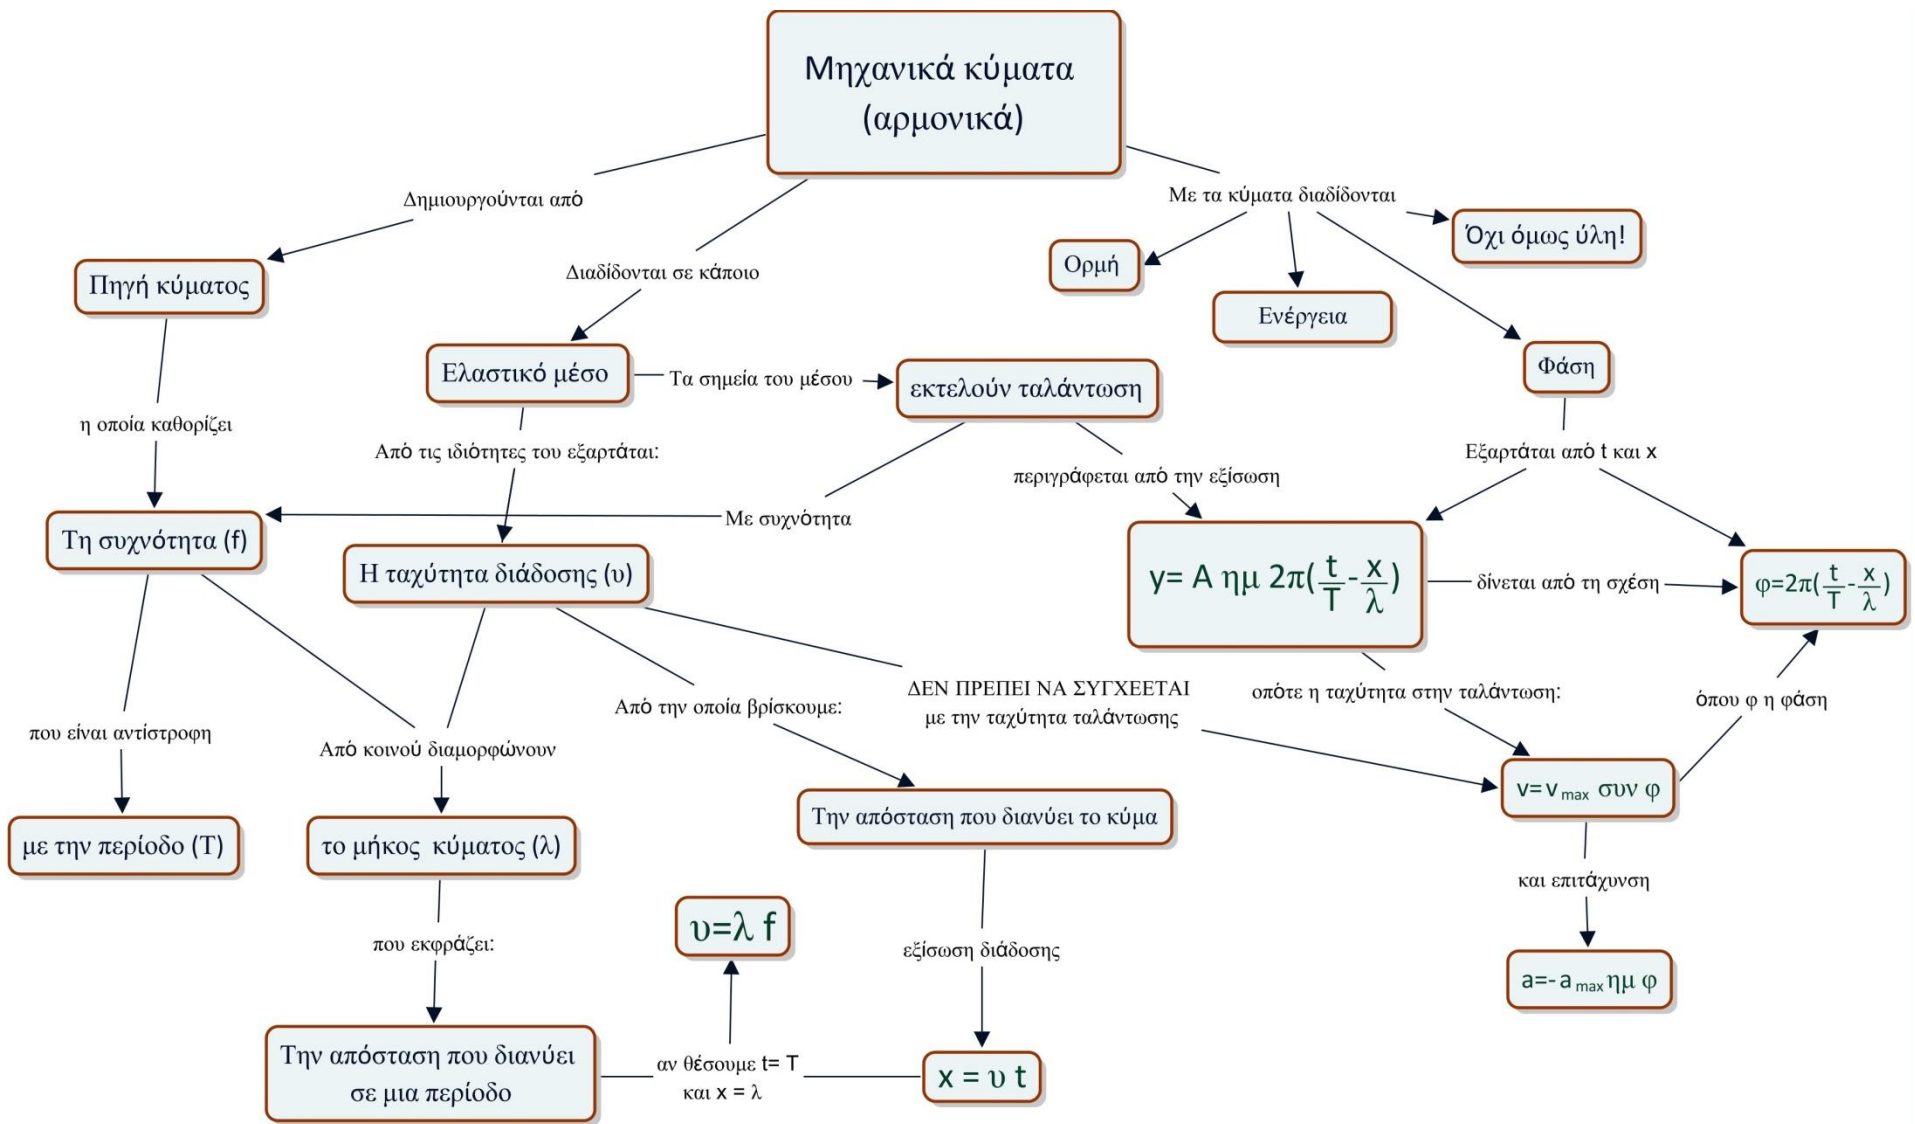 Μηχανικά κύματα
(αρμονικά)
Δημιουργούνται από
Με τα κύματα διαδίδονται
Όχι όμως ύλη!
Ορμή
Διαδίδονται σε κάποιο
Πηγή κύματος
Ενέργεια
Φάση
Ελαστικό μέσο
Τα σημεία του μέσου
εκτελούν ταλάντωση
η οποία καθορίζει
Από τις ιδιότητες του εξαρτάται:
Εξαρτάται από t και x
περιγράφεται από την εξίσωση
Με συχνότητα
Τη συχνότητα (f)
Η ταχύτητα διάδοσης (υ)
y= A ημ 2π(t/T-x/λ)
δίνεται από τη σχέση
φ=2π(t/T-x/λ)
ΔΕΝ ΠΡΕΠΕΙ ΝΑ ΣΥΓΧΕΕΤΑΙ
με την ταχύτητα ταλάντωσης
οπότε η ταχύτητα στην ταλάντωση:
όπου φ η φάση
Από την οποία βρίσκουμε:
που είναι αντίστροφη
Από κοινού διαμορφώνουν
v=v max συν φ
Την απόσταση που διανύει το κύμα
με την περίοδο (Τ)
το μήκος κύματος (λ)
και επιτάχυνση
υ=λ f
που εκφράζει:
εξίσωση διάδοσης
a=-a max ημ φ
Την απόσταση που διανύει
σε μια περίοδο
αν θέσουμε t= T
και x = λ
x = υ t